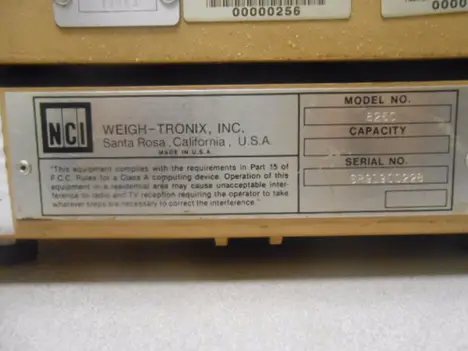 00000256
0000
NCI
WEIGH-TRONIX, INC.
Santa Rosa, California, U.S.A.
MADE IN U.S.A.
"This equipment complies with the requirements in Part 15 of
F.C.C. Rules for a Class A computing device. Operation of this
equipment in a residential area may cause unacceptable inter-
ference to radio and TV reception requiring the operator to take
whatever steps are necessary to correct the interference."
MODEL NO.
CAPACITY
SERIAL NO.